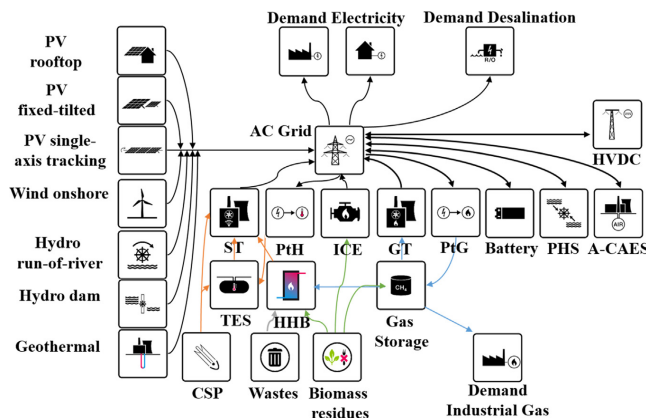 Demand Electricity
Demand Desalination
PV
rooftop
R/O
PV
fixed-tilted
AC Grid
PV single-
axis tracking
HVDC
Wind onshore
AIR
ST
PtH
ICE
GT
PtG
Battery
PHS
A-CAES
Hydro
run-of-river
CH4
Hydro dam
TES
HHB
Gas
Storage
Geothermal
CSP
Wastes
Biomass
residues
Demand
Industrial Gas